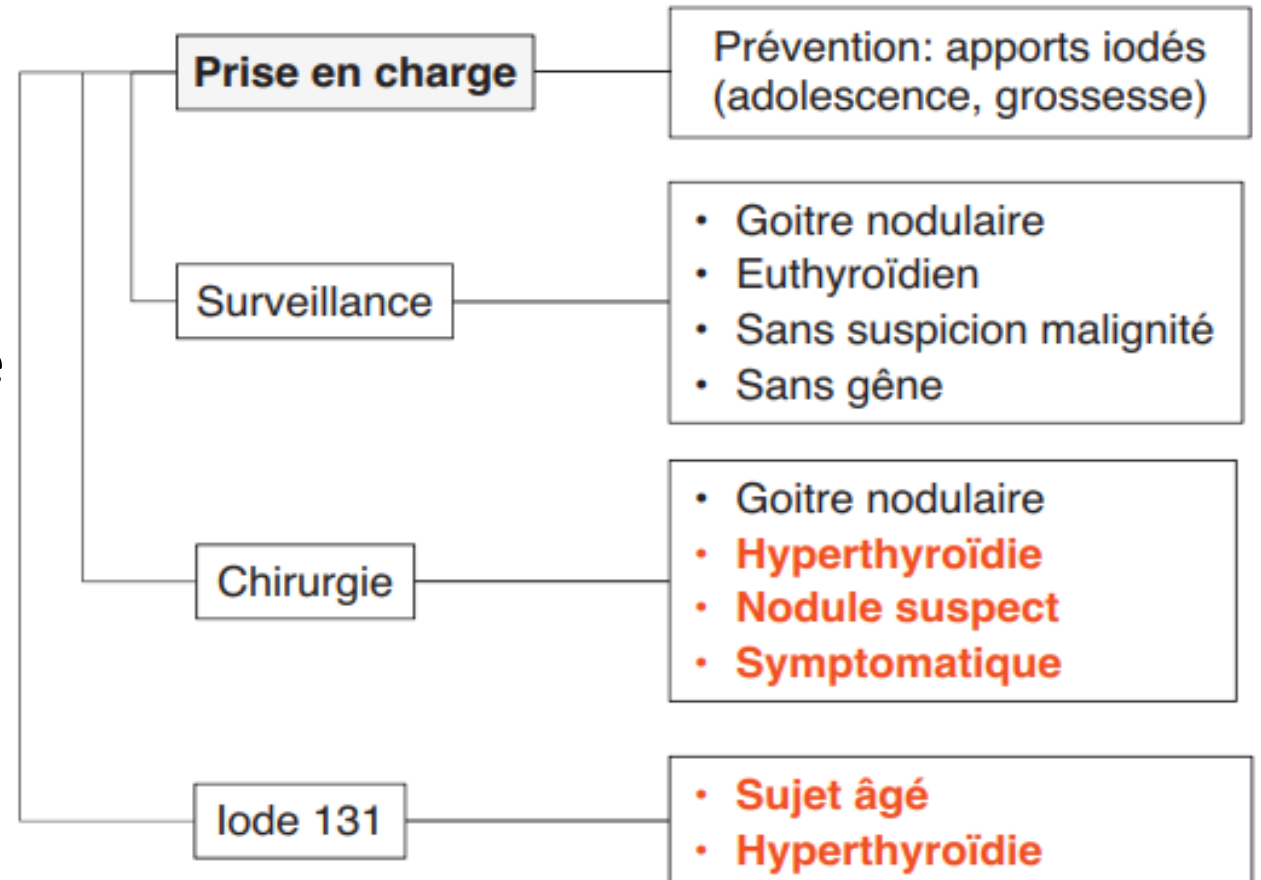 Prise en charge
Prévention: apports iodés
(adolescence, grossesse)
Surveillance
• Goitre nodulaire
• Euthyroïdien
• Sans suspicion malignité
• Sans gêne
Chirurgie
• Goitre nodulaire
• Hyperthyroïdie
• Nodule suspect
• Symptomatique
Iode 131
• Sujet âgé
• Hyperthyroïdie